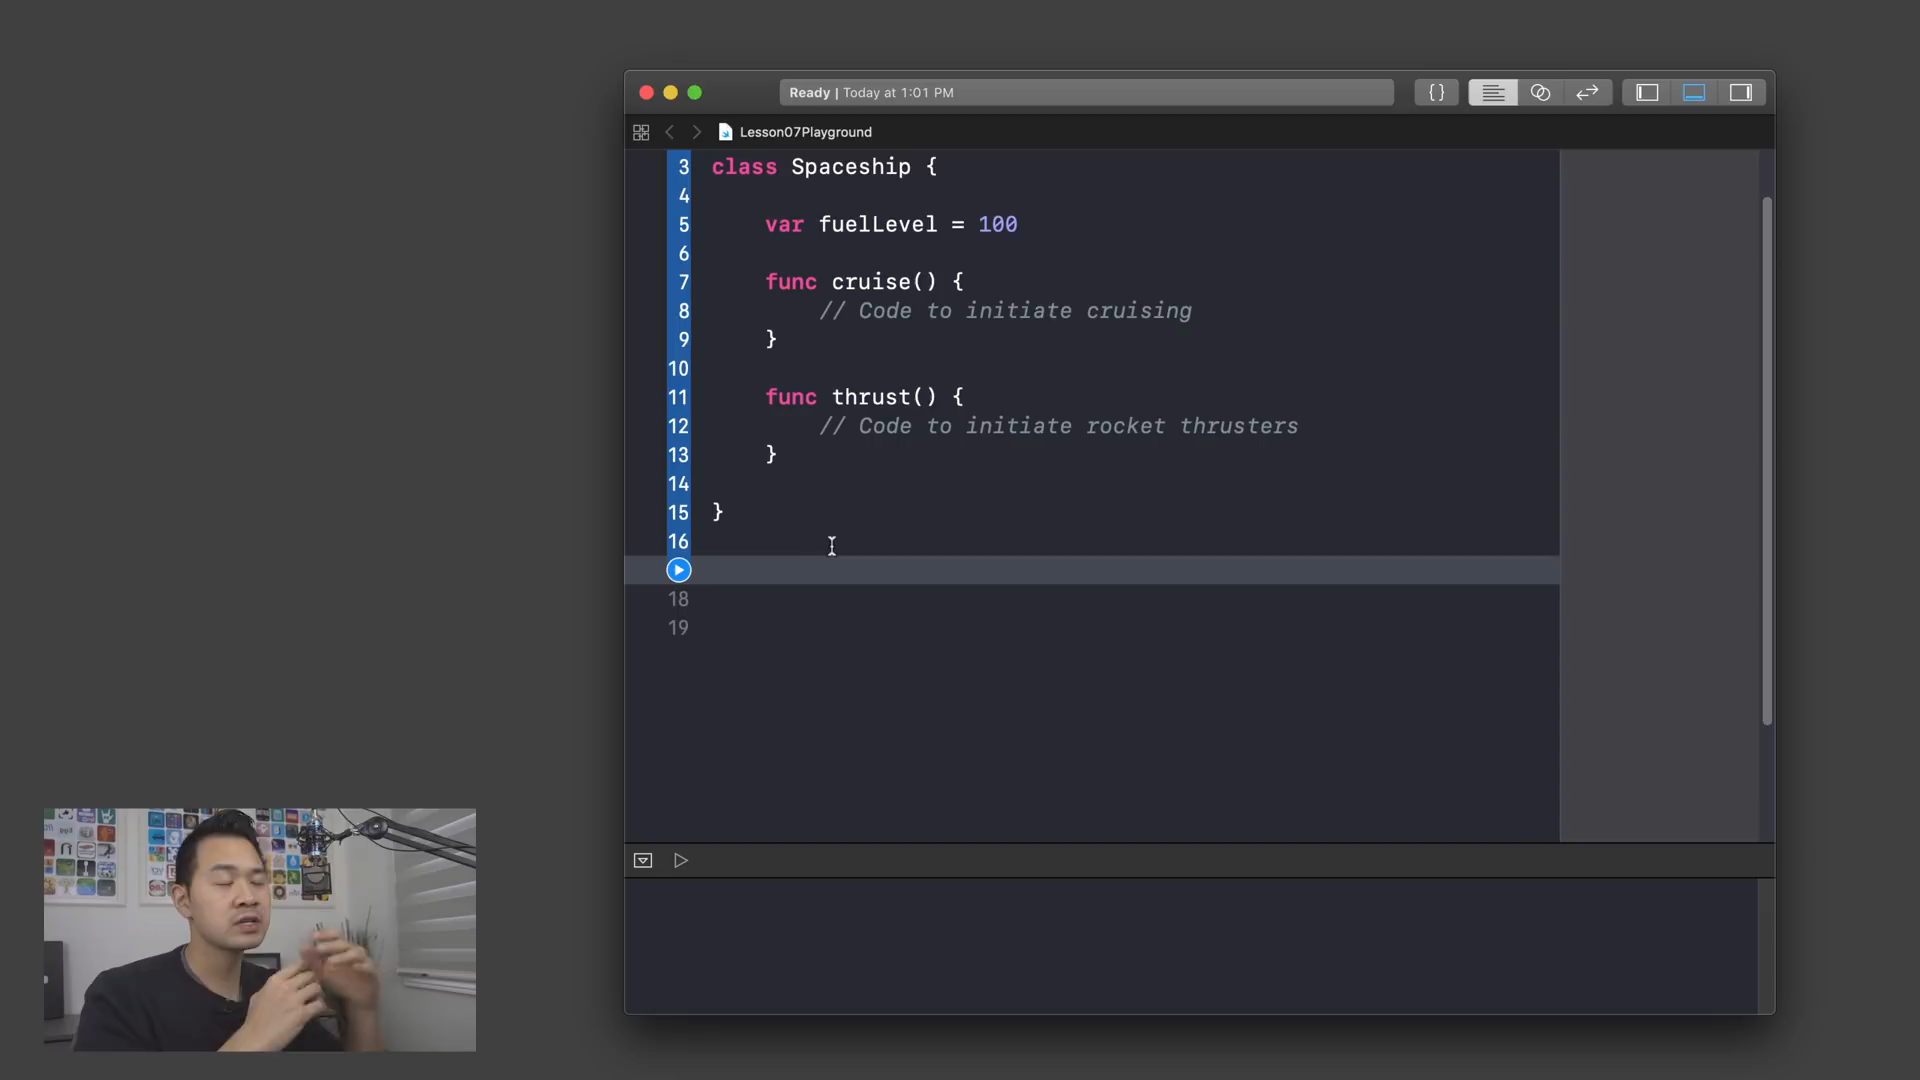 Ready | Today at 1:01 PM
Lesson07Playground
3 class Spaceship {
4
5 var fuelLevel = 100
6
7 func cruise() {
8 // Code to initiate cruising
9 }
10
11 func thrust() {
12 // Code to initiate rocket thrusters
13 }
14
15 }
16
18
19